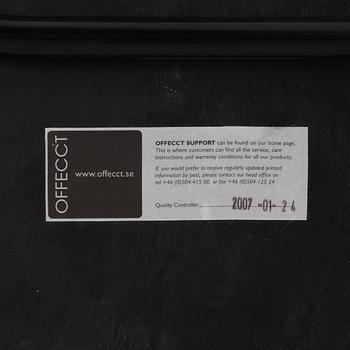 OFFECCT
www.offecct.se
OFFECCT SUPPORT can be found on our home page.
This is where customers can find all the service, care
instructions and warrenty conditions for all our products.
If you would prefer to receive regularly updated printed
information by post, please contact our head office on
tel +46 (0)504-415 00. or fax +46 (0)504-125 24
Quality Controller 2007 -01- 24